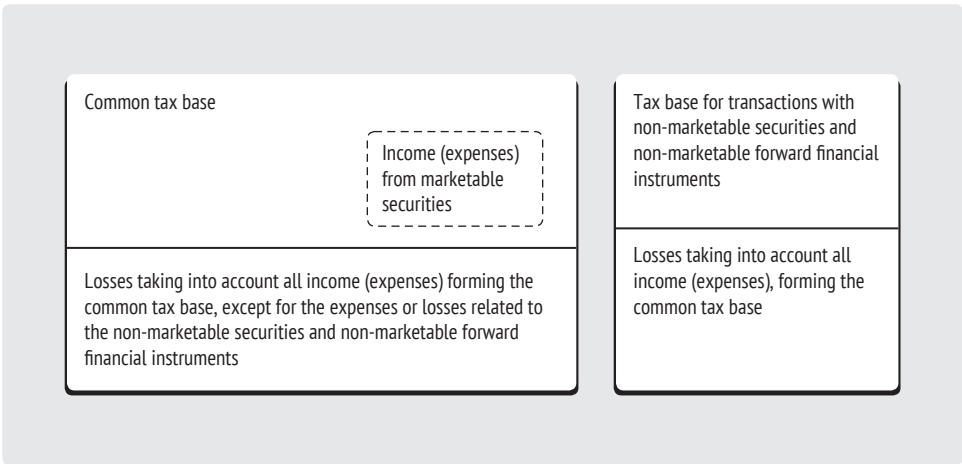 Common tax base
Income (expenses)
from marketable
securities
Losses taking into account all income (expenses) forming the
common tax base, except for the expenses or losses related to
the non-marketable securities and non-marketable forward
financial instruments
Tax base for transactions with
non-marketable securities and
non-marketable forward financial
instruments
Losses taking into account all
income (expenses), forming the
common tax base